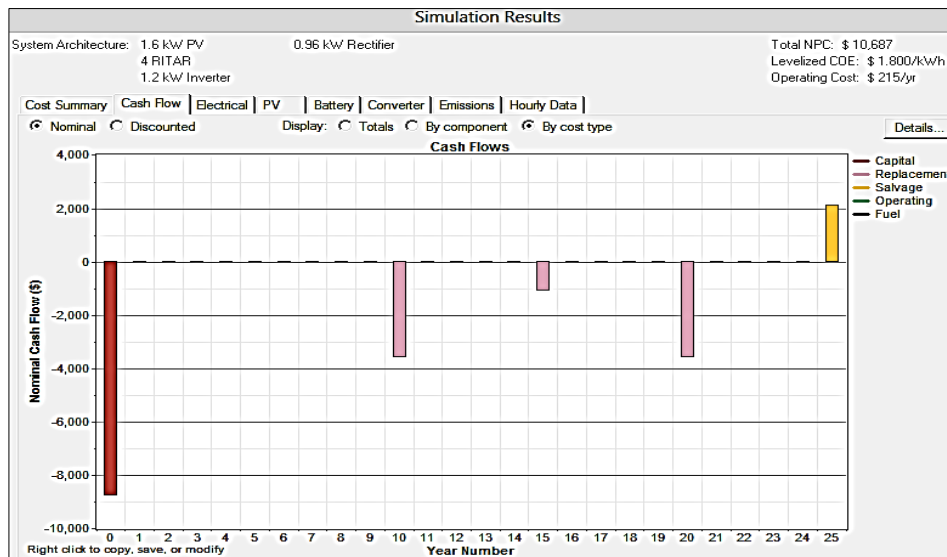 Simulation Results
System Architecture: 1.6 kW PV 0.96 kW Rectifier Total NPC: $ 10,687
4 RITAR Levelized COE: $ 1.800/kWh
1.2 kW Inverter Operating Cost: $ 215/yr
Cost Summary Cash Flow Electrical PV Battery Converter Emissions Hourly Data
Nominal Discounted Display: Totals By component By cost type Details...
Cash Flows
4,000
2,000
0
-2,000
-4,000
-6,000
-8,000
-10,000
Nominal Cash Flow ($)
Capital
Replacemen
Salvage
Operating
Fuel
0 1 2 3 4 5 6 7 8 9 10 11 12 13 14 15 16 17 18 19 20 21 22 23 24 25
Right click to copy, save, or modify Year Number